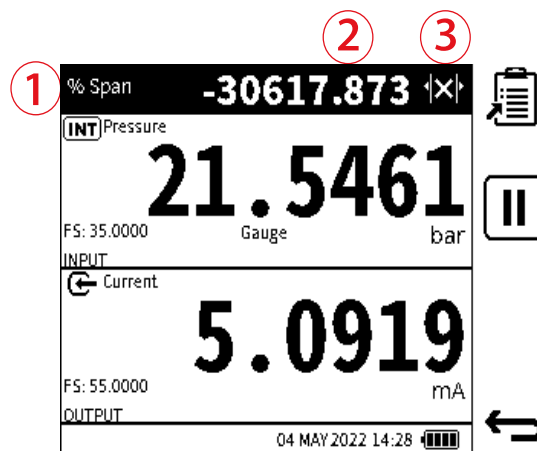 2 3
1 % Span -30617.873
INT Pressure
21.5461
FS: 35.0000 Gauge bar
INPUT
Current
5.0919
FS: 55.0000 mA
OUTPUT
04 MAY 2022 14:28